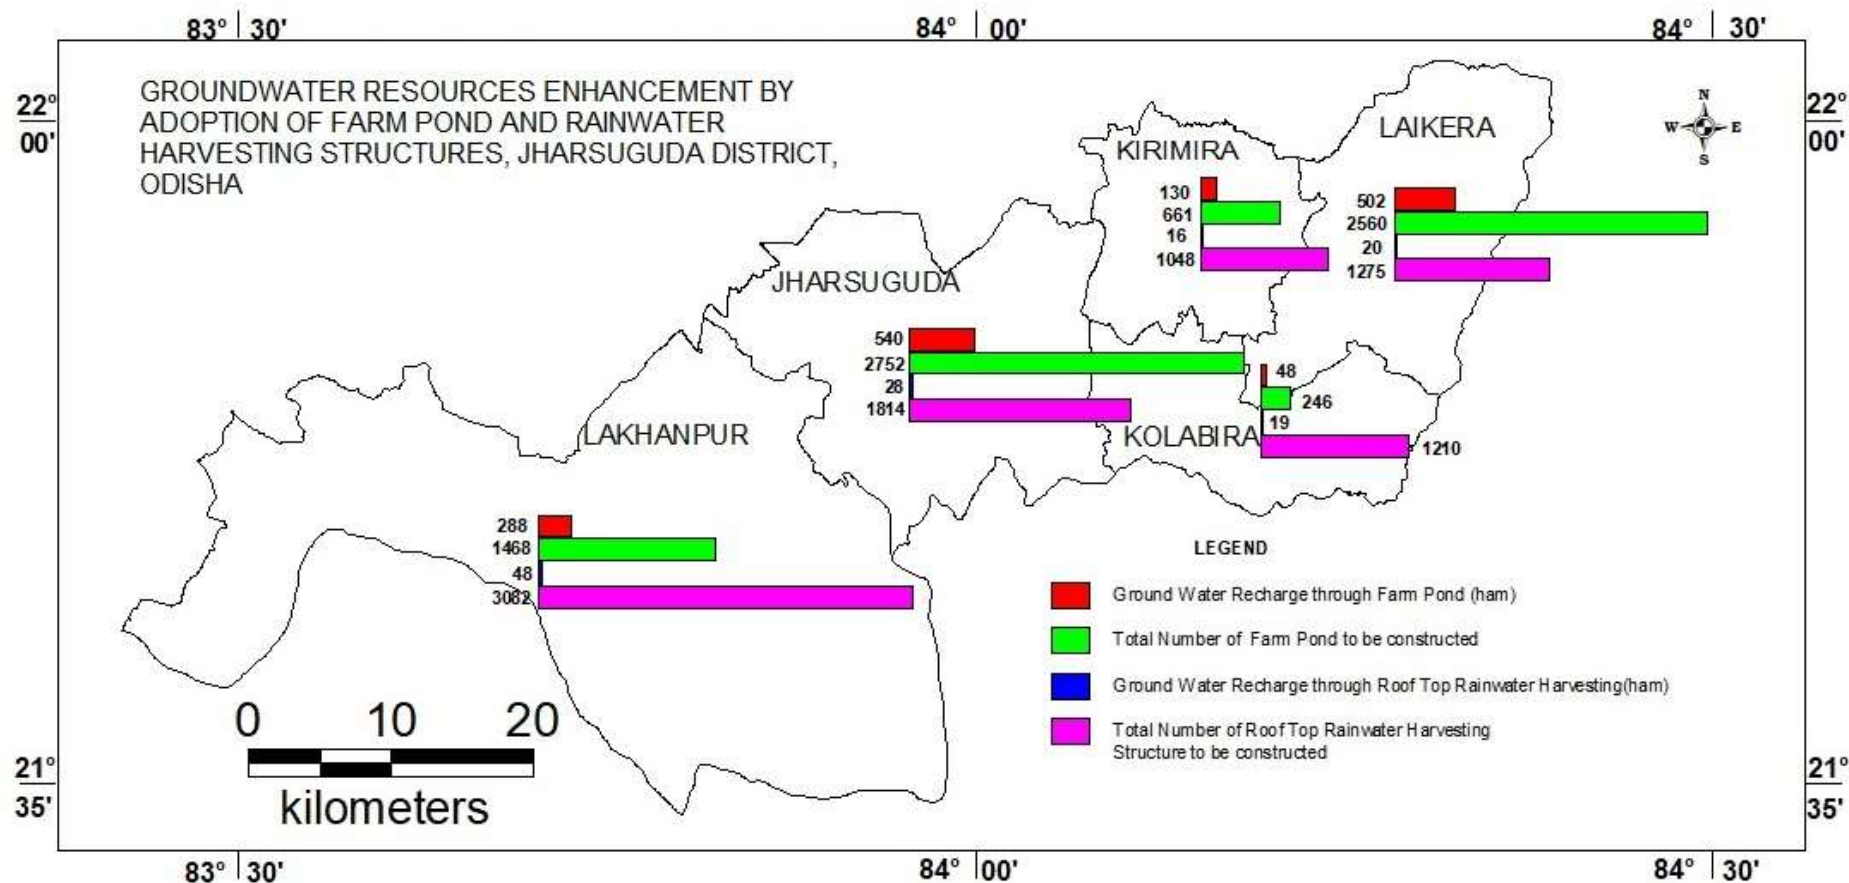 83° 30'
84° 00'
84° 30'
22°
00'
22°
00'
GROUNDWATER RESOURCES ENHANCEMENT BY
ADOPTION OF FARM POND AND RAINWATER
HARVESTING STRUCTURES, JHARSUGUDA DISTRICT,
ODISHA
N
W E
S
LAIKERA
502
2560
20
1275
KIRIMIRA
130
661
16
1048
JHARSUGUDA
540
2752
28
1814
KOLABIRA
48
246
19
1210
LAKHANPUR
288
1468
48
3082
LEGEND
Ground Water Recharge through Farm Pond (ham)
Total Number of Farm Pond to be constructed
Ground Water Recharge through Roof Top Rainwater Harvesting(ham)
Total Number of Roof Top Rainwater Harvesting
Structure to be constructed
0 10 20
kilometers
21°
35'
21°
35'
83° 30'
84° 00'
84° 30'